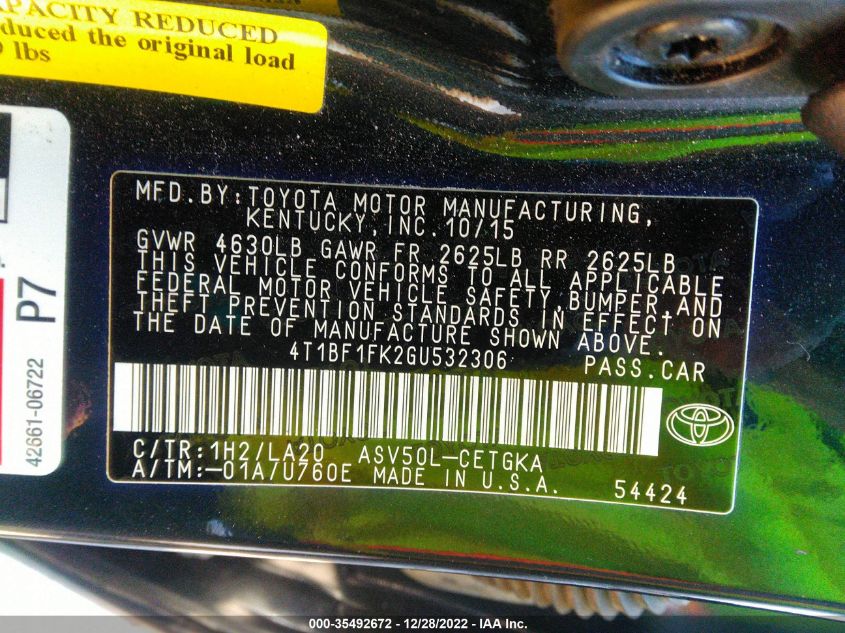 APACITY REDUCED
duced the original load
lbs
P7
42661-06722
MFD.BY:TOYOTA MOTOR MANUFACTURING,
KENTUCKY,INC.10/15
GVWR 4630LB GAWR FR 2625LB RR 2625LB
THIS VEHICLE CONFORMS TO ALL APPLICABLE
FEDERAL MOTOR VEHICLE SAFETY,BUMPER,AND
THEFT PREVENTION STANDARDS IN EFFECT ON
THE DATE OF MANUFACTURE SHOWN ABOVE.
4T1BF1FK2GU532306 PASS.CAR
C/TR:1H2/LA20 ASV50L-CETGKA
A/TM:-01A/U760E MADE IN U.S.A. 54424
000-35492672 - 12/28/2022 - IAA Inc.